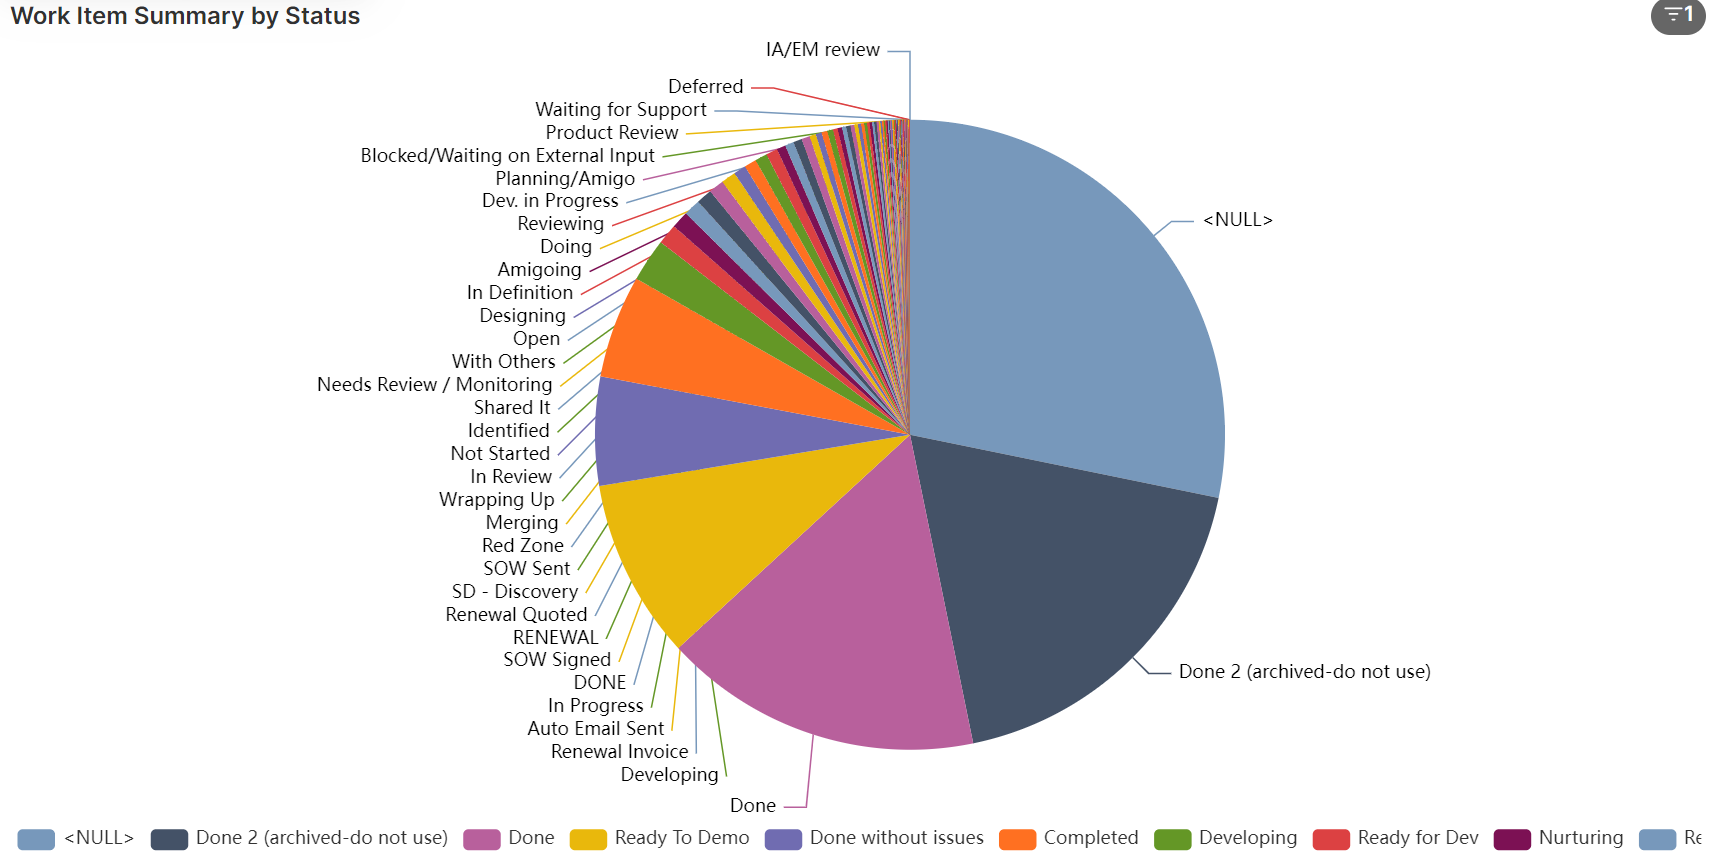 Work Item Summary by Status
1
IA/EM review
Deferred
Waiting for Support
Product Review
Blocked/Waiting on External Input
Planning/Amigo
Dev. in Progress
Reviewing
Doing
Amigoing
In Definition
Designing
Open
With Others
Needs Review / Monitoring
Shared It
Identified
Not Started
In Review
Wrapping Up
Merging
Red Zone
SOW Sent
SD - Discovery
Renewal Quoted
RENEWAL
SOW Signed
DONE
In Progress
Auto Email Sent
Renewal Invoice
Developing
Done
<NULL>
Done 2 (archived-do not use)
<NULL> Done 2 (archived-do not use) Done Ready To Demo Done without issues Completed Developing Ready for Dev Nurturing